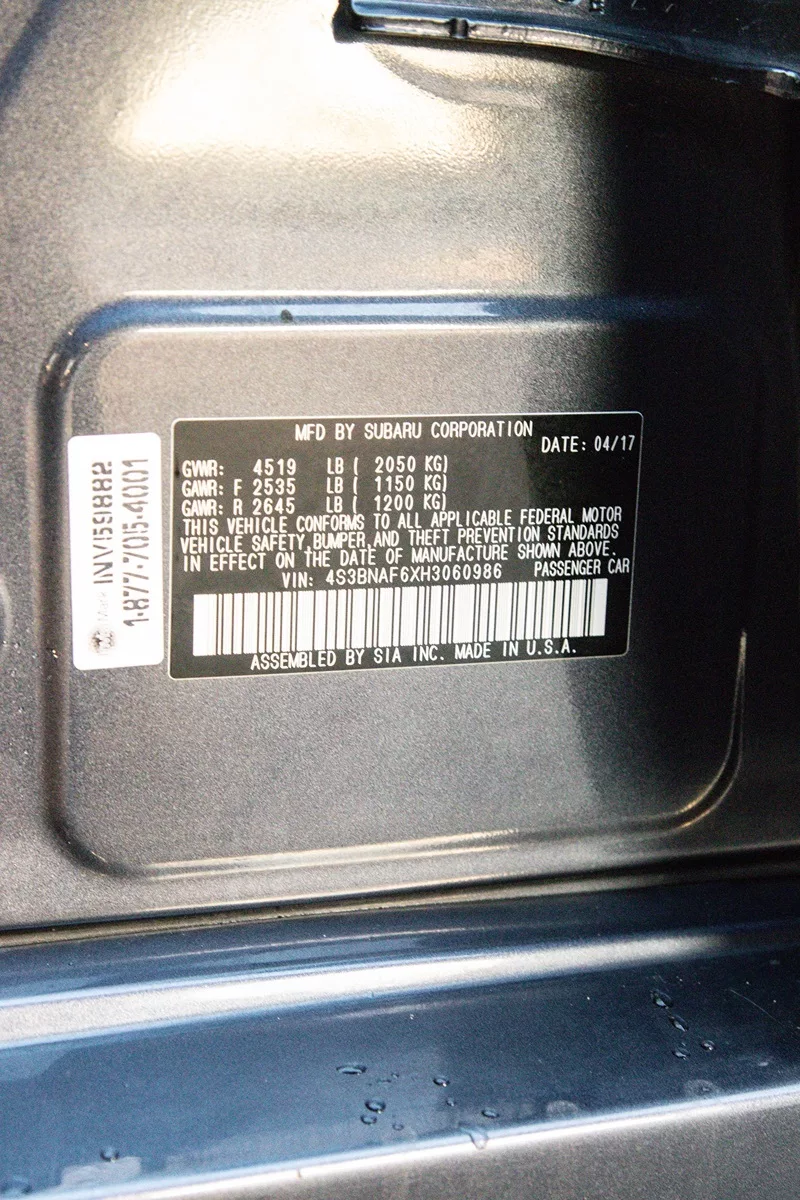 MFD BY SUBARU CORPORATION
DATE: 04/17
GVWR: 4519 LB ( 2050 KG)
GAWR: F 2535 LB ( 1150 KG)
GAWR: R 2645 LB ( 1200 KG)
THIS VEHICLE CONFORMS TO ALL APPLICABLE FEDERAL MOTOR
VEHICLE SAFETY, BUMPER, AND THEFT PREVENTION STANDARDS
IN EFFECT ON THE DATE OF MANUFACTURE SHOWN ABOVE.
VIN: 4S3BNAF6XH3060986 PASSENGER CAR
ASSEMBLED BY SIA INC. MADE IN U.S.A.
1-877-705-4001